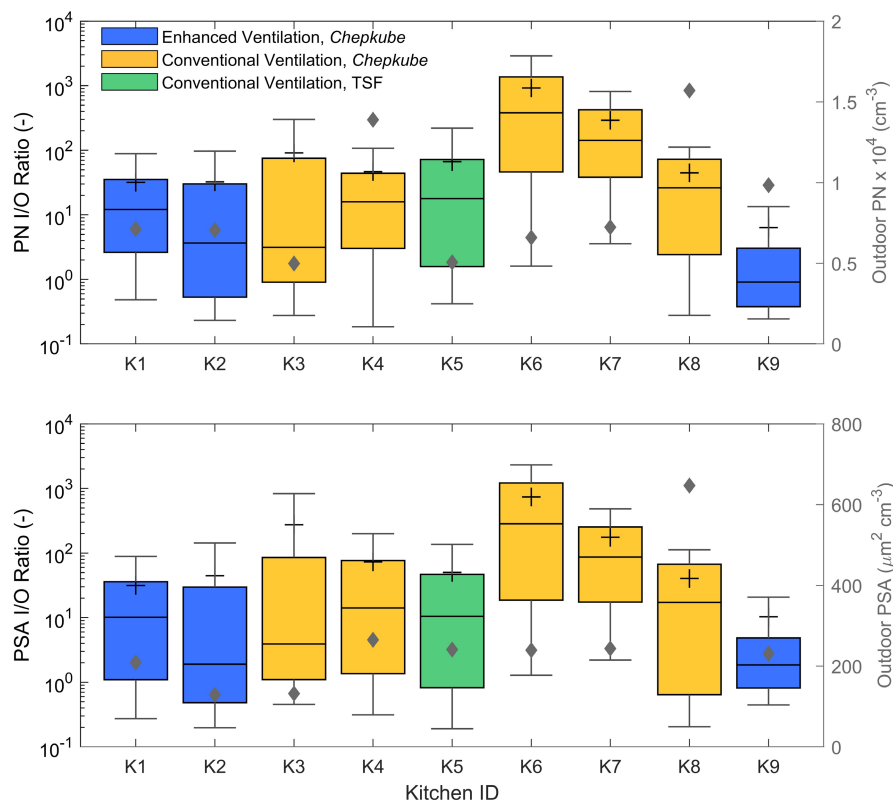 Enhanced Ventilation, Chepkube
Conventional Ventilation, Chepkube
Conventional Ventilation, TSF
PN I/O Ratio (-)
10^4
10^3
10^2
10^1
10^0
10^-1
2
1.5
1
0.5
0
Outdoor PN x 10^4 (cm^-3)
K1 K2 K3 K4 K5 K6 K7 K8 K9
PSA I/O Ratio (-)
10^4
10^3
10^2
10^1
10^0
10^-1
800
600
400
200
0
Outdoor PSA (μm^2 cm^-3)
K1 K2 K3 K4 K5 K6 K7 K8 K9
Kitchen ID